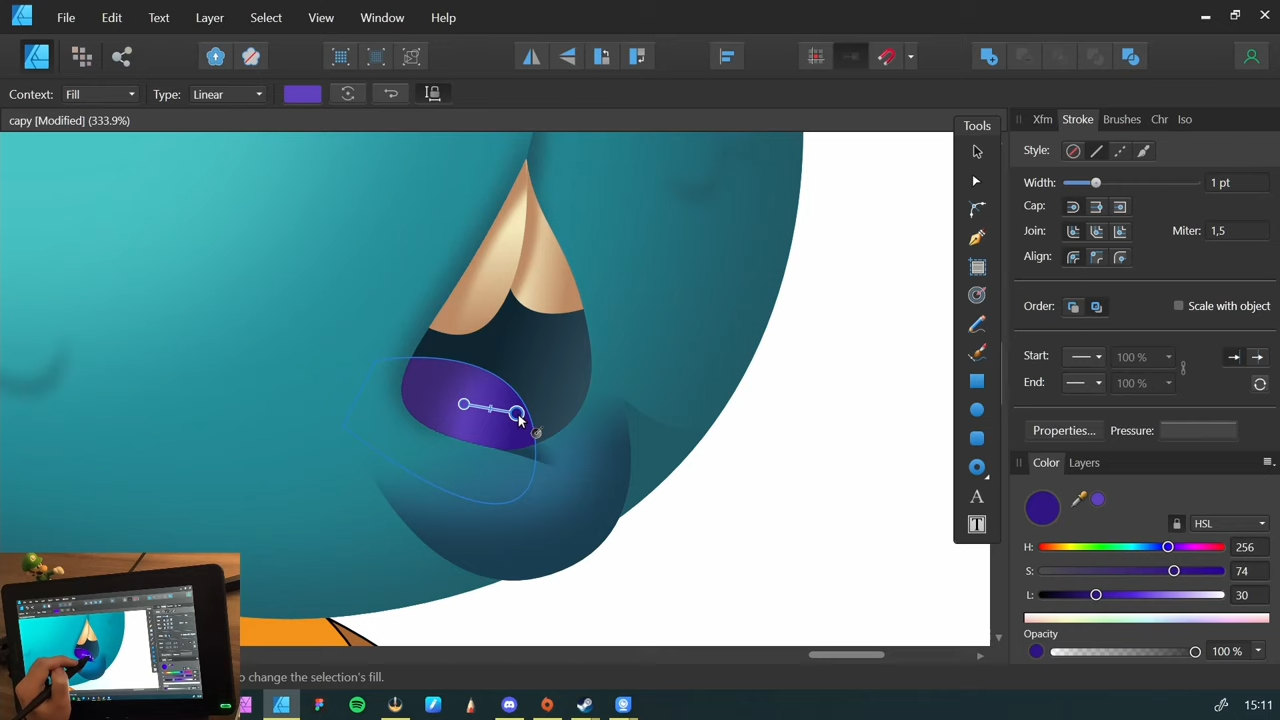 File Edit Text Layer Select View Window Help
Context: Fill Type: Linear
capy [Modified] (333.9%)
Tools
Xfm Stroke Brushes Chr Iso
Style:
Width: 1 pt
Cap:
Join: Miter: 1,5
Align:
Order: Scale with object
Start: 100 %
End: 100 %
Properties... Pressure:
Color Layers
A
T
HSL
H: 256
S: 74
L: 30
Opacity
100 %
to change the selection's fill.
15:11